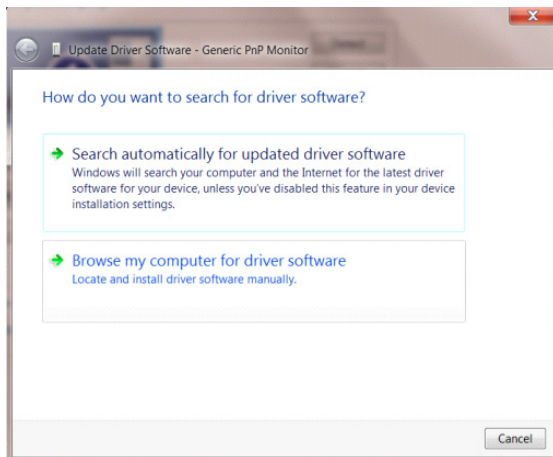 Update Driver Software - Generic PnP Monitor
How do you want to search for driver software?
Search automatically for updated driver software
Windows will search your computer and the Internet for the latest driver
software for your device, unless you've disabled this feature in your device
installation settings.
Browse my computer for driver software
Locate and install driver software manually.
Cancel